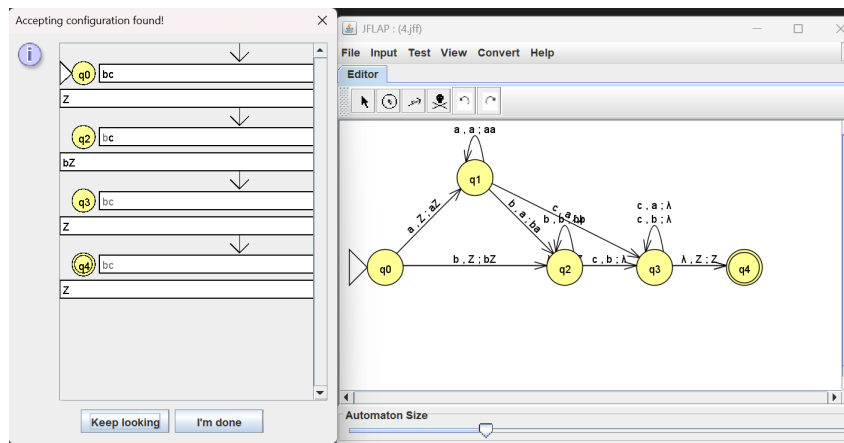 Accepting configuration found!
q0 bc
Z
q2 bc
bZ
q3 bc
Z
q4 bc
Z
Keep looking
I'm done
JFLAP : (4.jff)
File Input Test View Convert Help
Editor
a , a ; aa
q1
a , Z ; aZ
b , a ; ba
c , a ; λ
b , b ; bb
c , a ; λ
c , b ; λ
q0
b , Z ; bZ
q2
c , b ; λ
q3
λ , Z ; Z
q4
Automaton Size